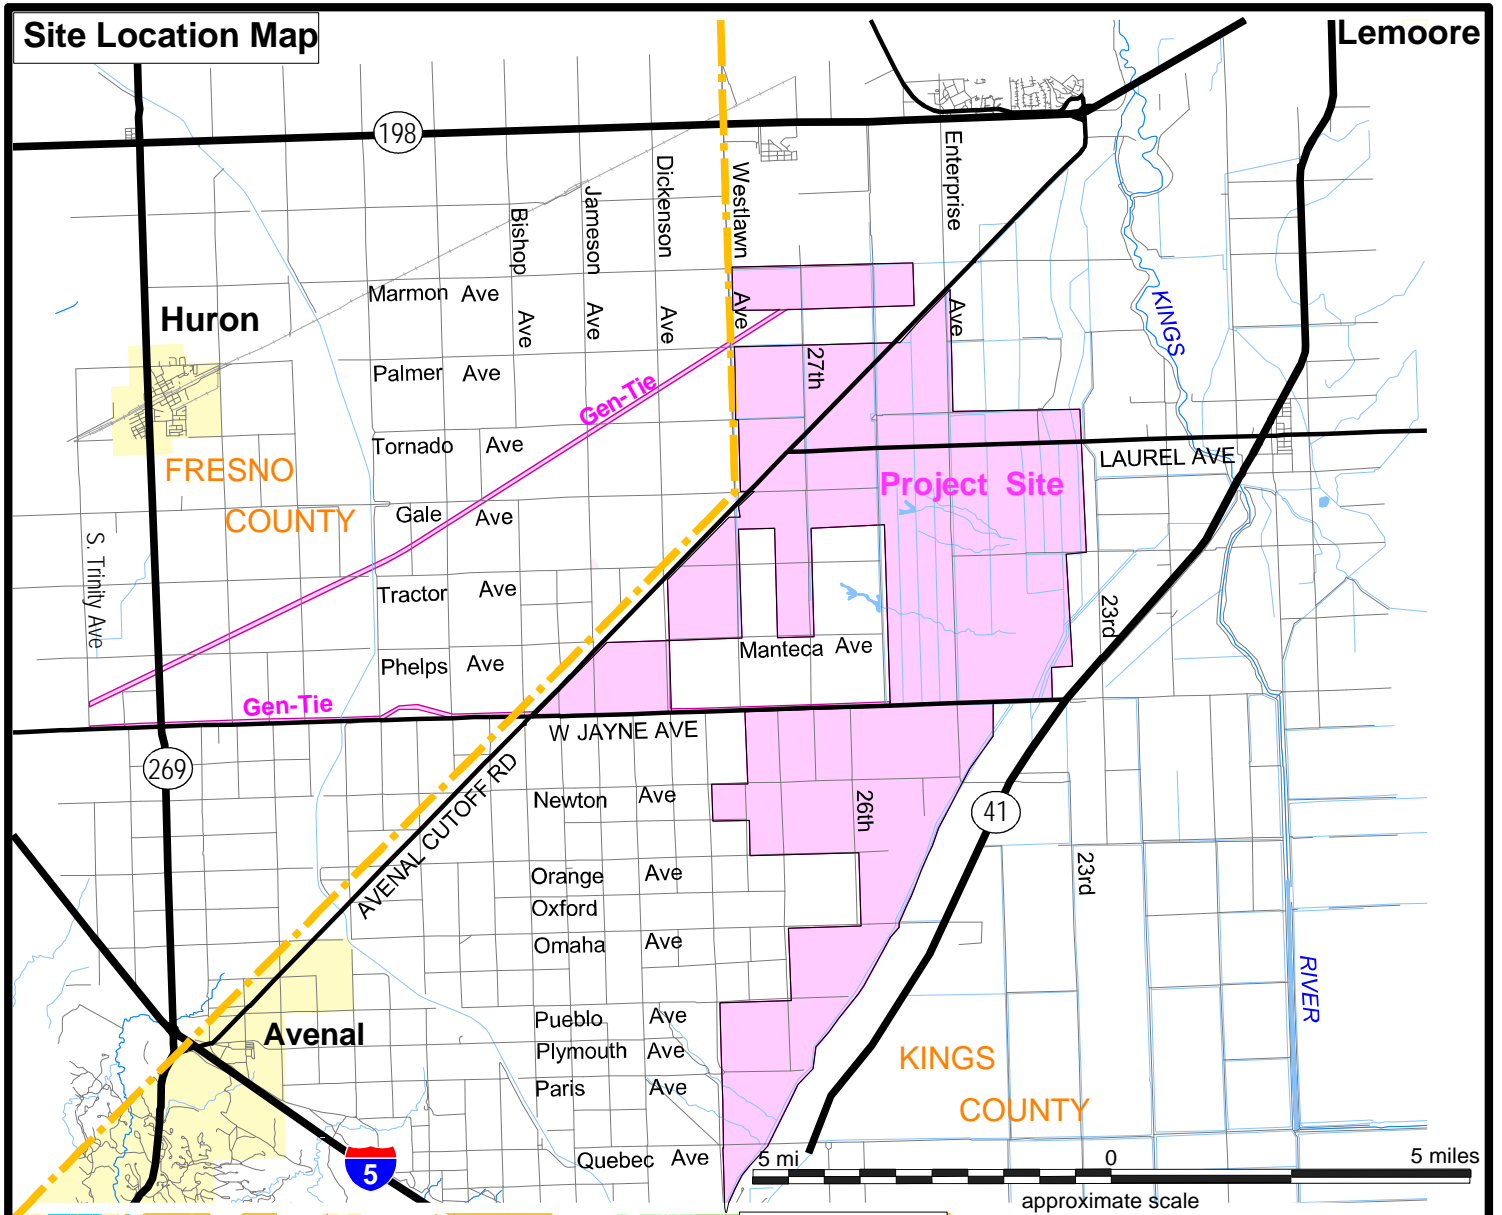 Site Location Map
Lemoore
198
Enterprise
Ave
Westlawn
Ave
Dickenson
Ave
Jameson
Ave
Bishop
Ave
KINGS
Marmon Ave
Huron
27th
Palmer Ave
Gen-Tie
Tornado Ave
LAUREL AVE
FRESNO
COUNTY
Project Site
Gale Ave
S. Trinity Ave
Tractor Ave
23rd
Manteca Ave
Phelps Ave
Gen-Tie
W JAYNE AVE
269
AVENAL CUTOFF RD
Newton Ave
26th
41
Orange Ave
23rd
Oxford
Omaha Ave
RIVER
Pueblo Ave
Avenal
Plymouth Ave
KINGS
COUNTY
Paris Ave
5
Quebec Ave
5 mi 0 5 miles
approximate scale